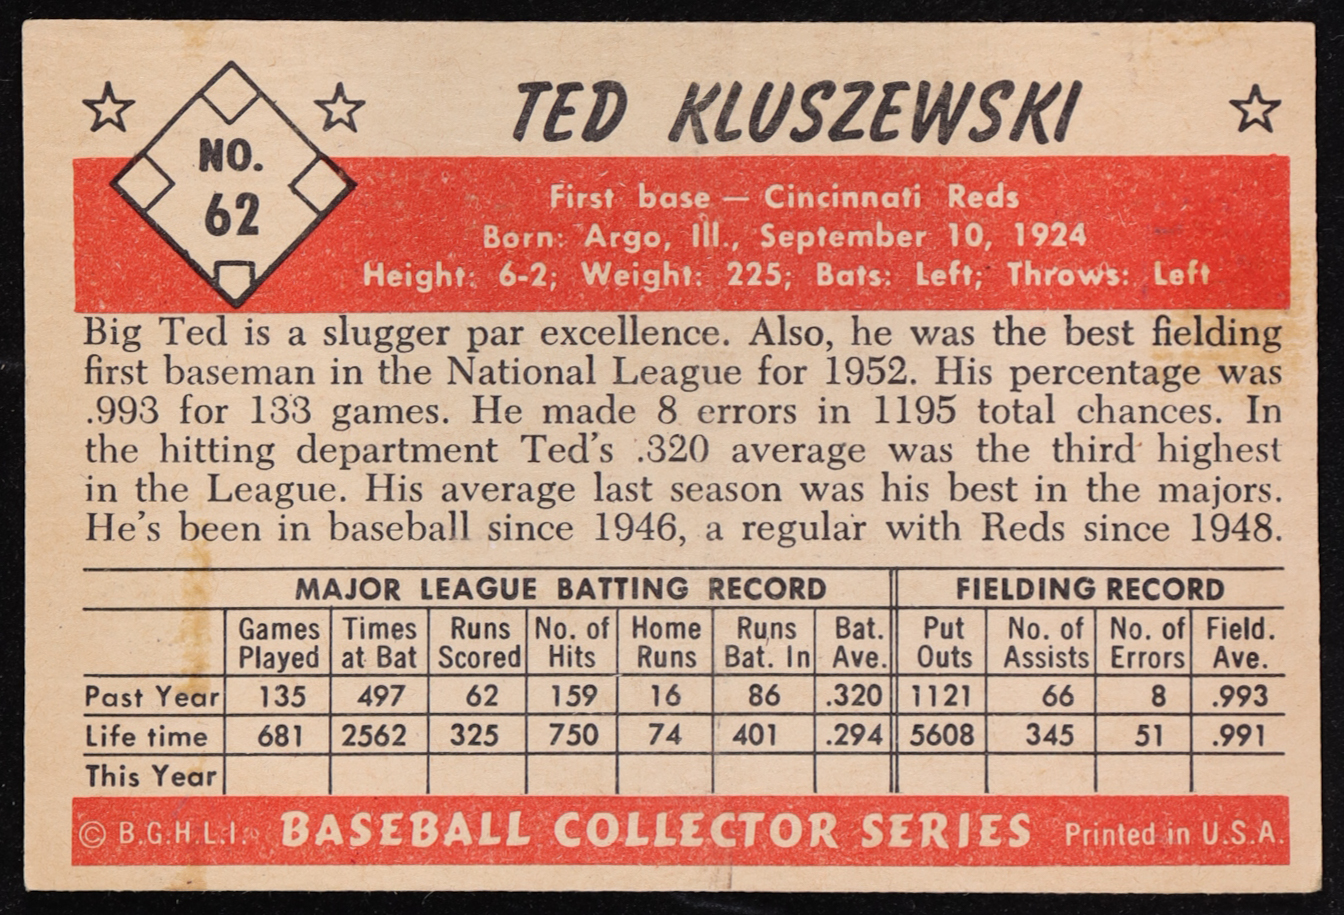 NO.
62
TED KLUSZEWSKI
First base — Cincinnati Reds
Born: Argo, Ill., September 10, 1924
Height: 6-2; Weight: 225; Bats: Left; Throws: Left
Big Ted is a slugger par excellence. Also, he was the best fielding
first baseman in the National League for 1952. His percentage was
.993 for 133 games. He made 8 errors in 1195 total chances. In
the hitting department Ted's .320 average was the third highest
in the League. His average last season was his best in the majors.
He's been in baseball since 1946, a regular with Reds since 1948.
MAJOR LEAGUE BATTING RECORD FIELDING RECORD
Games Times Runs No. of Home Runs Bat. Put No. of No. of Field.
Played at Bat Scored Hits Runs Bat. In Ave. Outs Assists Errors Ave.
Past Year 135 497 62 159 16 86 .320 1121 66 8 .993
Life time 681 2562 325 750 74 401 .294 5608 345 51 .991
This Year
© B.G.H.L.I. BASEBALL COLLECTOR SERIES Printed in U.S.A.